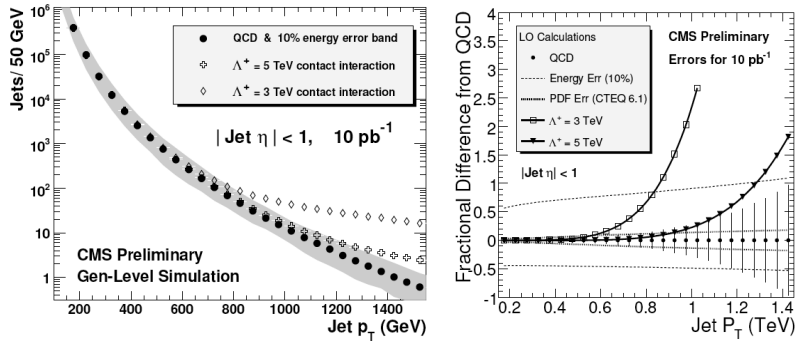 Jets/ 50 GeV
10^6
10^5
10^4
10^3
10^2
10
1
QCD & 10% energy error band
Λ^+ = 5 TeV contact interaction
Λ^+ = 3 TeV contact interaction
| Jet η| < 1, 10 pb^-1
CMS Preliminary
Gen-Level Simulation
200 400 600 800 1000 1200 1400
Jet p_T (GeV)
Fractional Difference from QCD
4
3.5
3
2.5
2
1.5
1
0.5
0
-0.5
-1
LO Calculations
QCD
Energy Err (10%)
PDF Err (CTEQ 6.1)
Λ^+ = 3 TeV
Λ^+ = 5 TeV
CMS Preliminary
Errors for 10 pb^-1
|Jet η| < 1
0.2 0.4 0.6 0.8 1 1.2 1.4
Jet P_T (TeV)